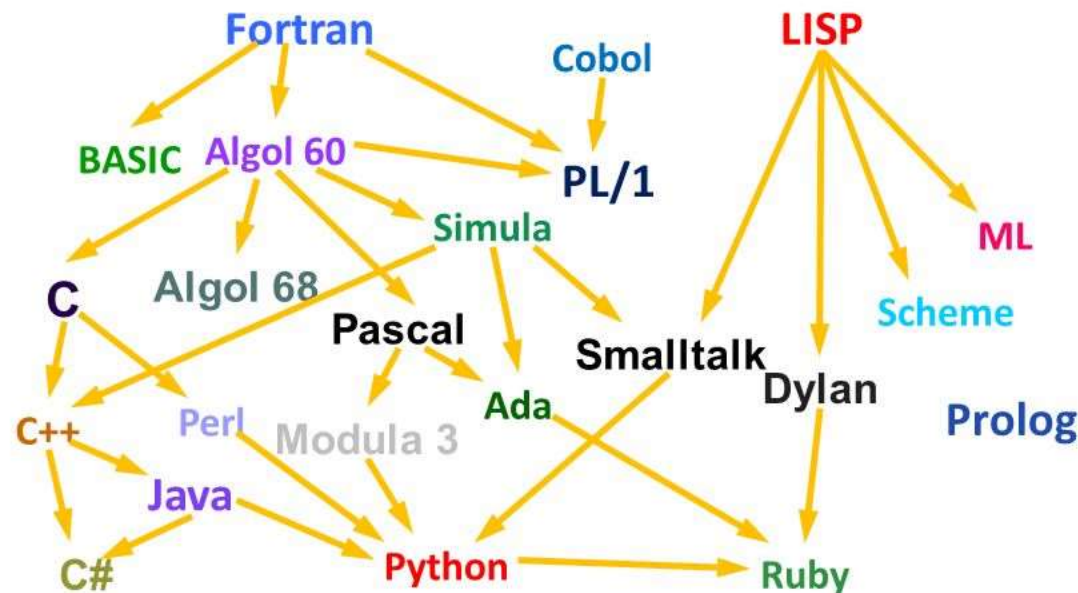 Fortran
LISP
Cobol
BASIC
Algol 60
PL/1
Simula
ML
Algol 68
C
Scheme
Pascal
Smalltalk
Dylan
Ada
Prolog
Perl
C++
Modula 3
Java
Python
C#
Ruby